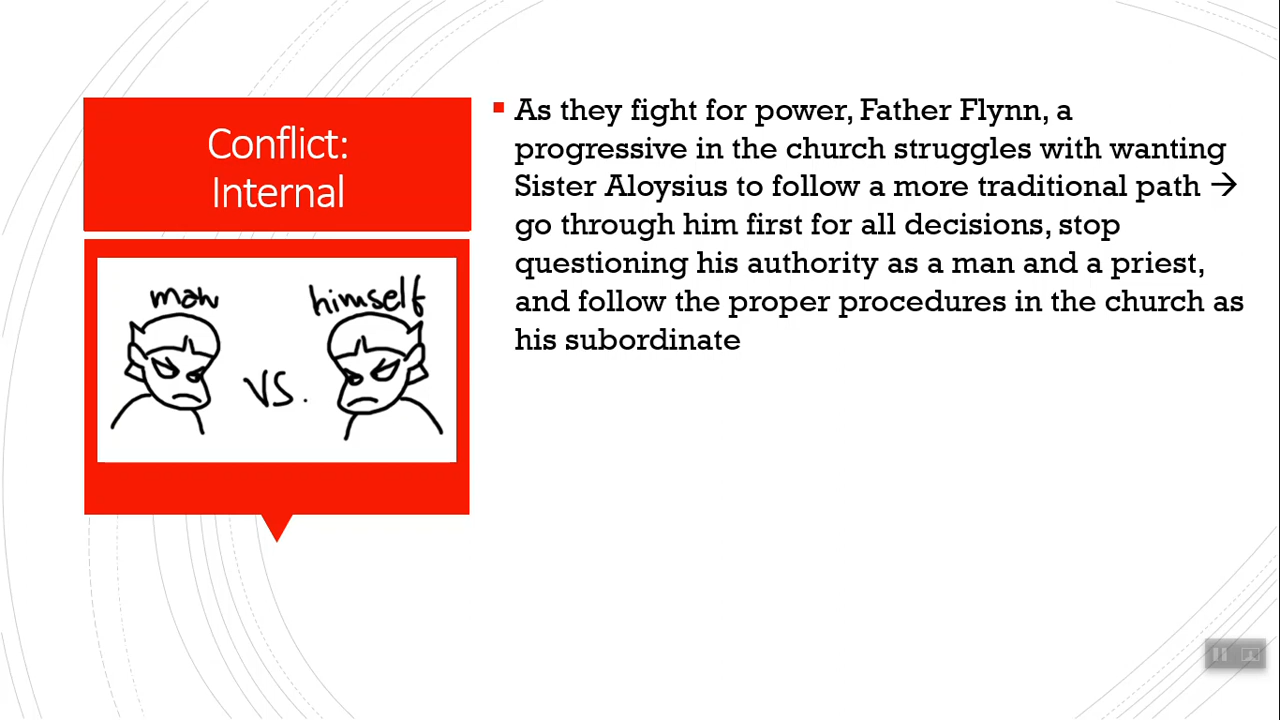 Conflict:
Internal
man
himself
vs.
▪ As they fight for power, Father Flynn, a
progressive in the church struggles with wanting
Sister Aloysius to follow a more traditional path →
go through him first for all decisions, stop
questioning his authority as a man and a priest,
and follow the proper procedures in the church as
his subordinate